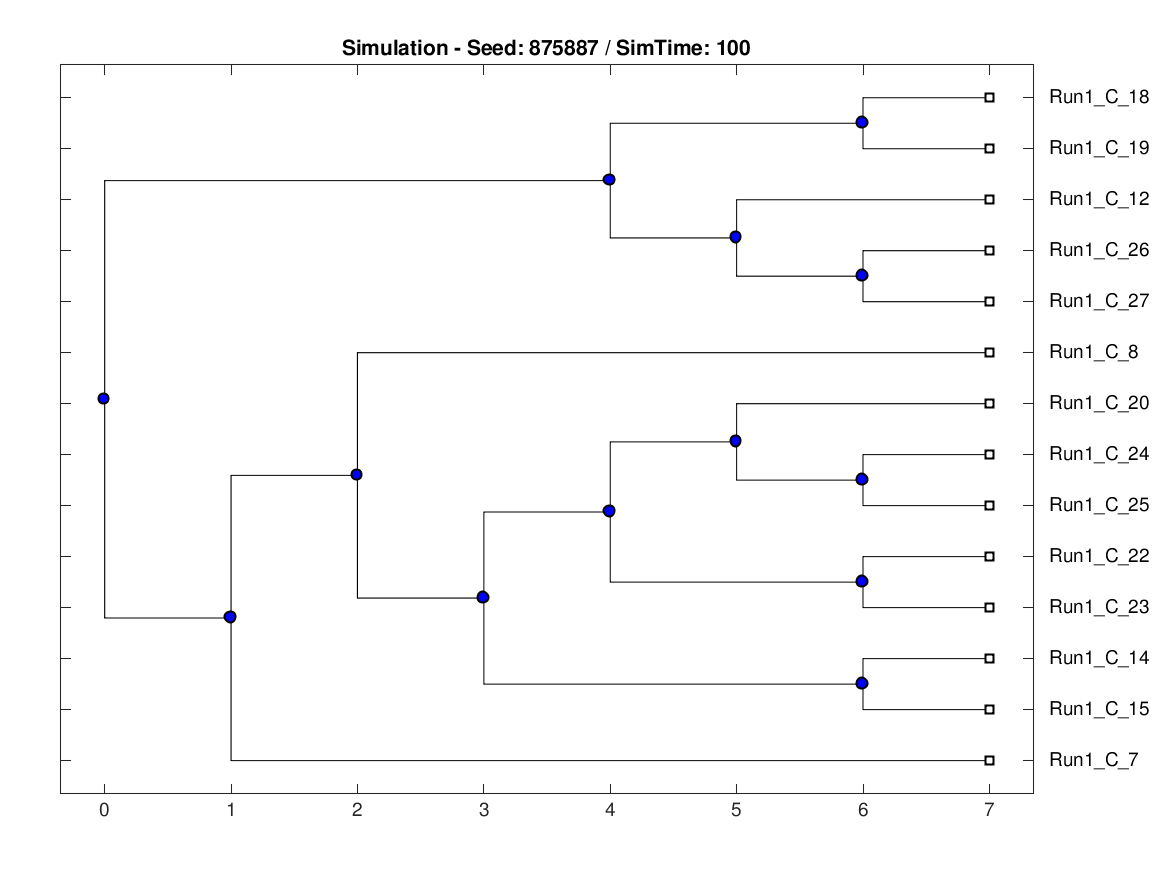 Simulation - Seed: 875887 / SimTime: 100
Run1_C_18
Run1_C_19
Run1_C_12
Run1_C_26
Run1_C_27
Run1_C_8
Run1_C_20
Run1_C_24
Run1_C_25
Run1_C_22
Run1_C_23
Run1_C_14
Run1_C_15
Run1_C_7
0 1 2 3 4 5 6 7